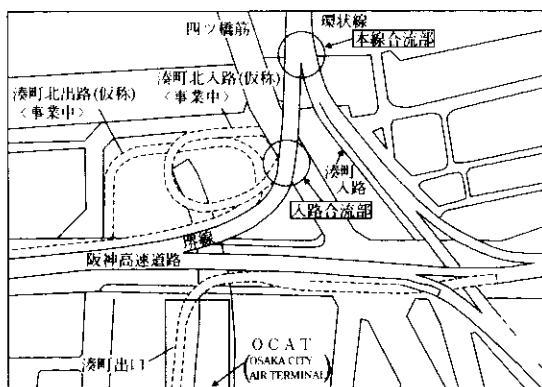 四ツ橋筋
環状線
本線合流部
湊町北入路(仮称)
<事業中>
湊町北出路(仮称)
<事業中>
湊町
入路
入路合流部
堺線
阪神高速道路
湊町出口
OCAT
(OSAKA CITY
AIR TERMINAL)